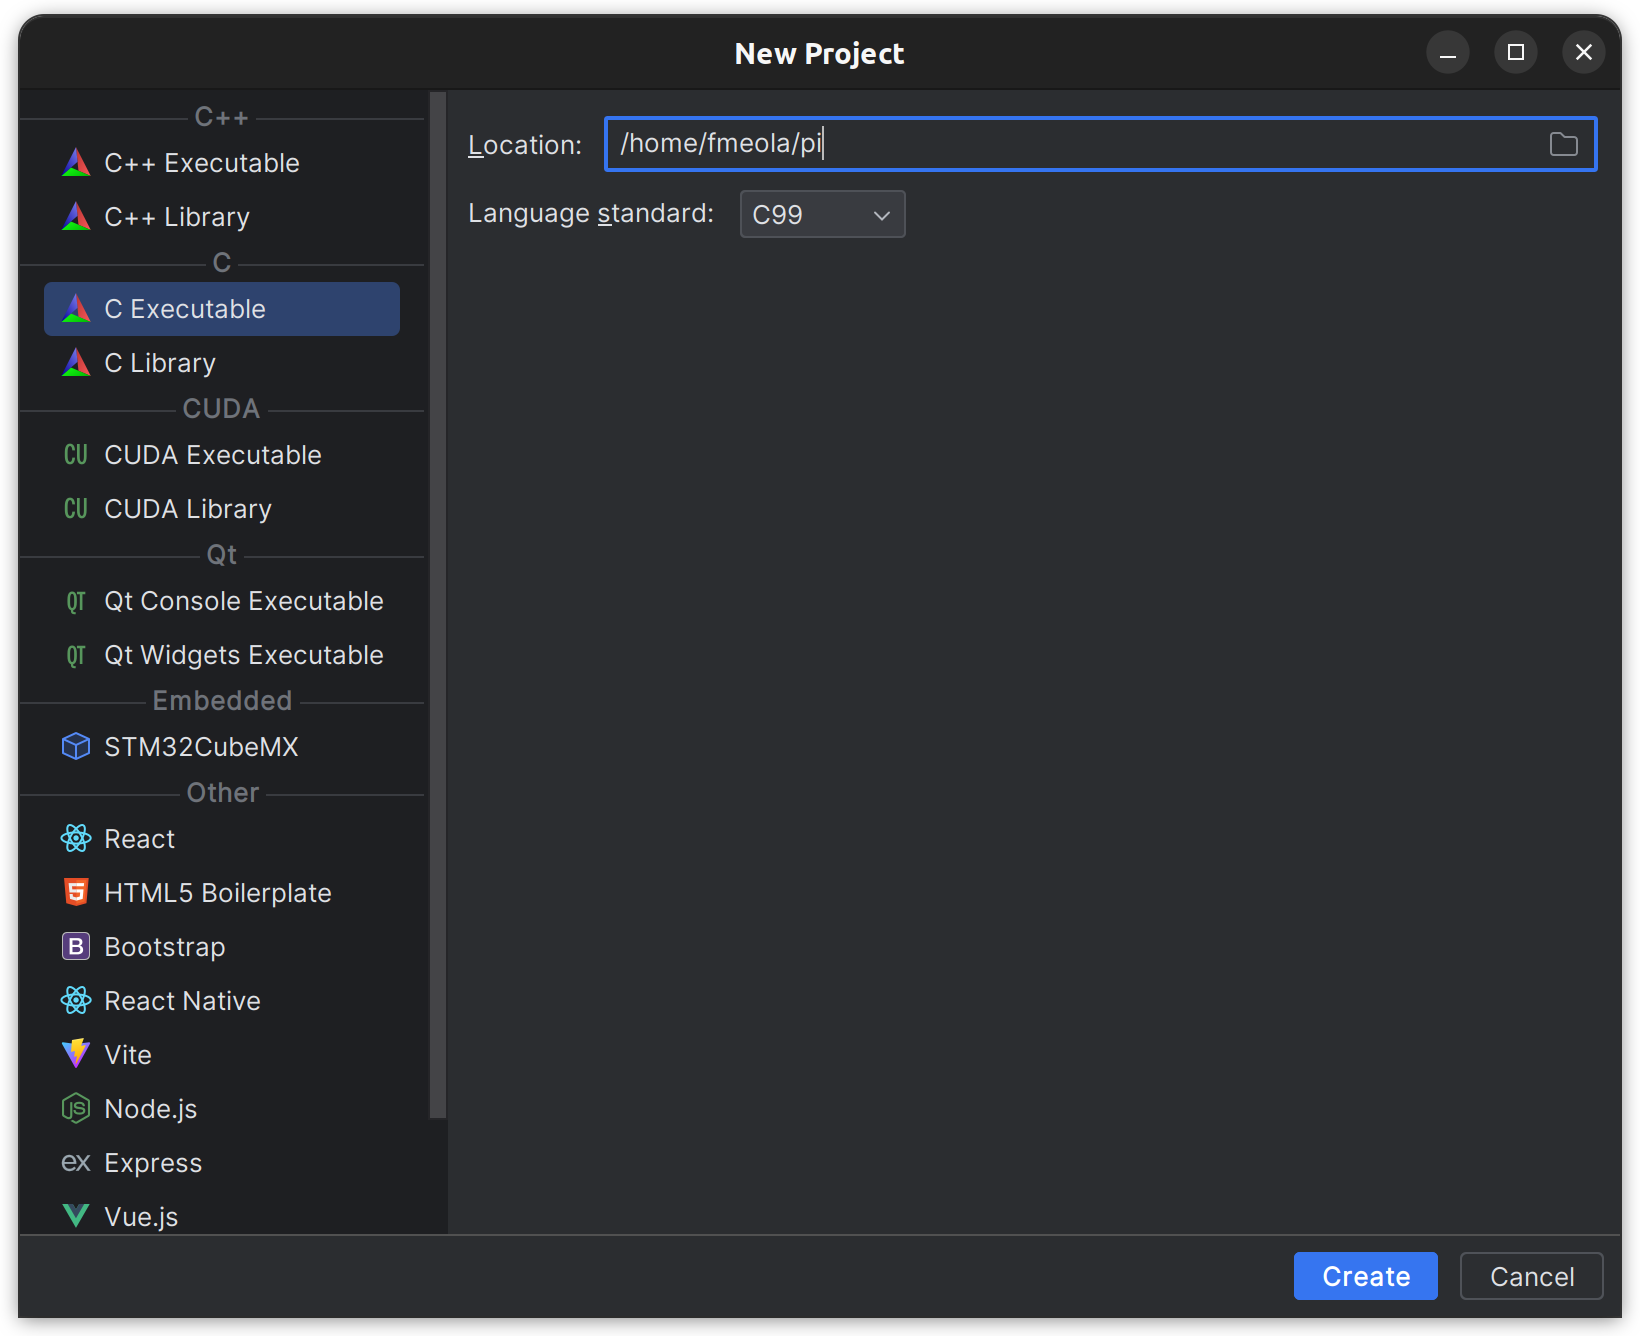 New Project
C++
C++ Executable
C++ Library
C
C Executable
C Library
CUDA
CU CUDA Executable
CU CUDA Library
Qt
QT Qt Console Executable
QT Qt Widgets Executable
Embedded
STM32CubeMX
Other
React
5 HTML5 Boilerplate
B Bootstrap
React Native
Vite
JS Node.js
ex Express
Vue.js
Location: /home/fmeola/pi
Language standard: C99
Create Cancel